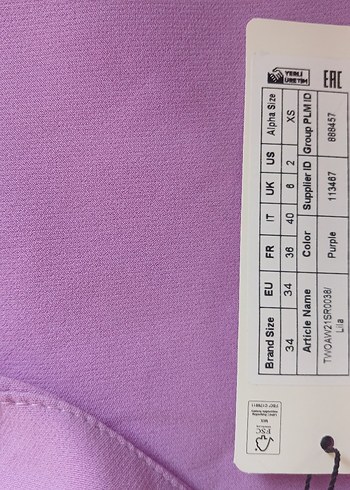 YERLİ
ÜRETİM
EAC
Brand Size EU FR IT UK US Alpha Size
34 34 36 40 6 2 XS
Article Name Color Supplier ID Group PLM ID
TWOAW21SR0038/
Lila Purple 113467 888457
ESC